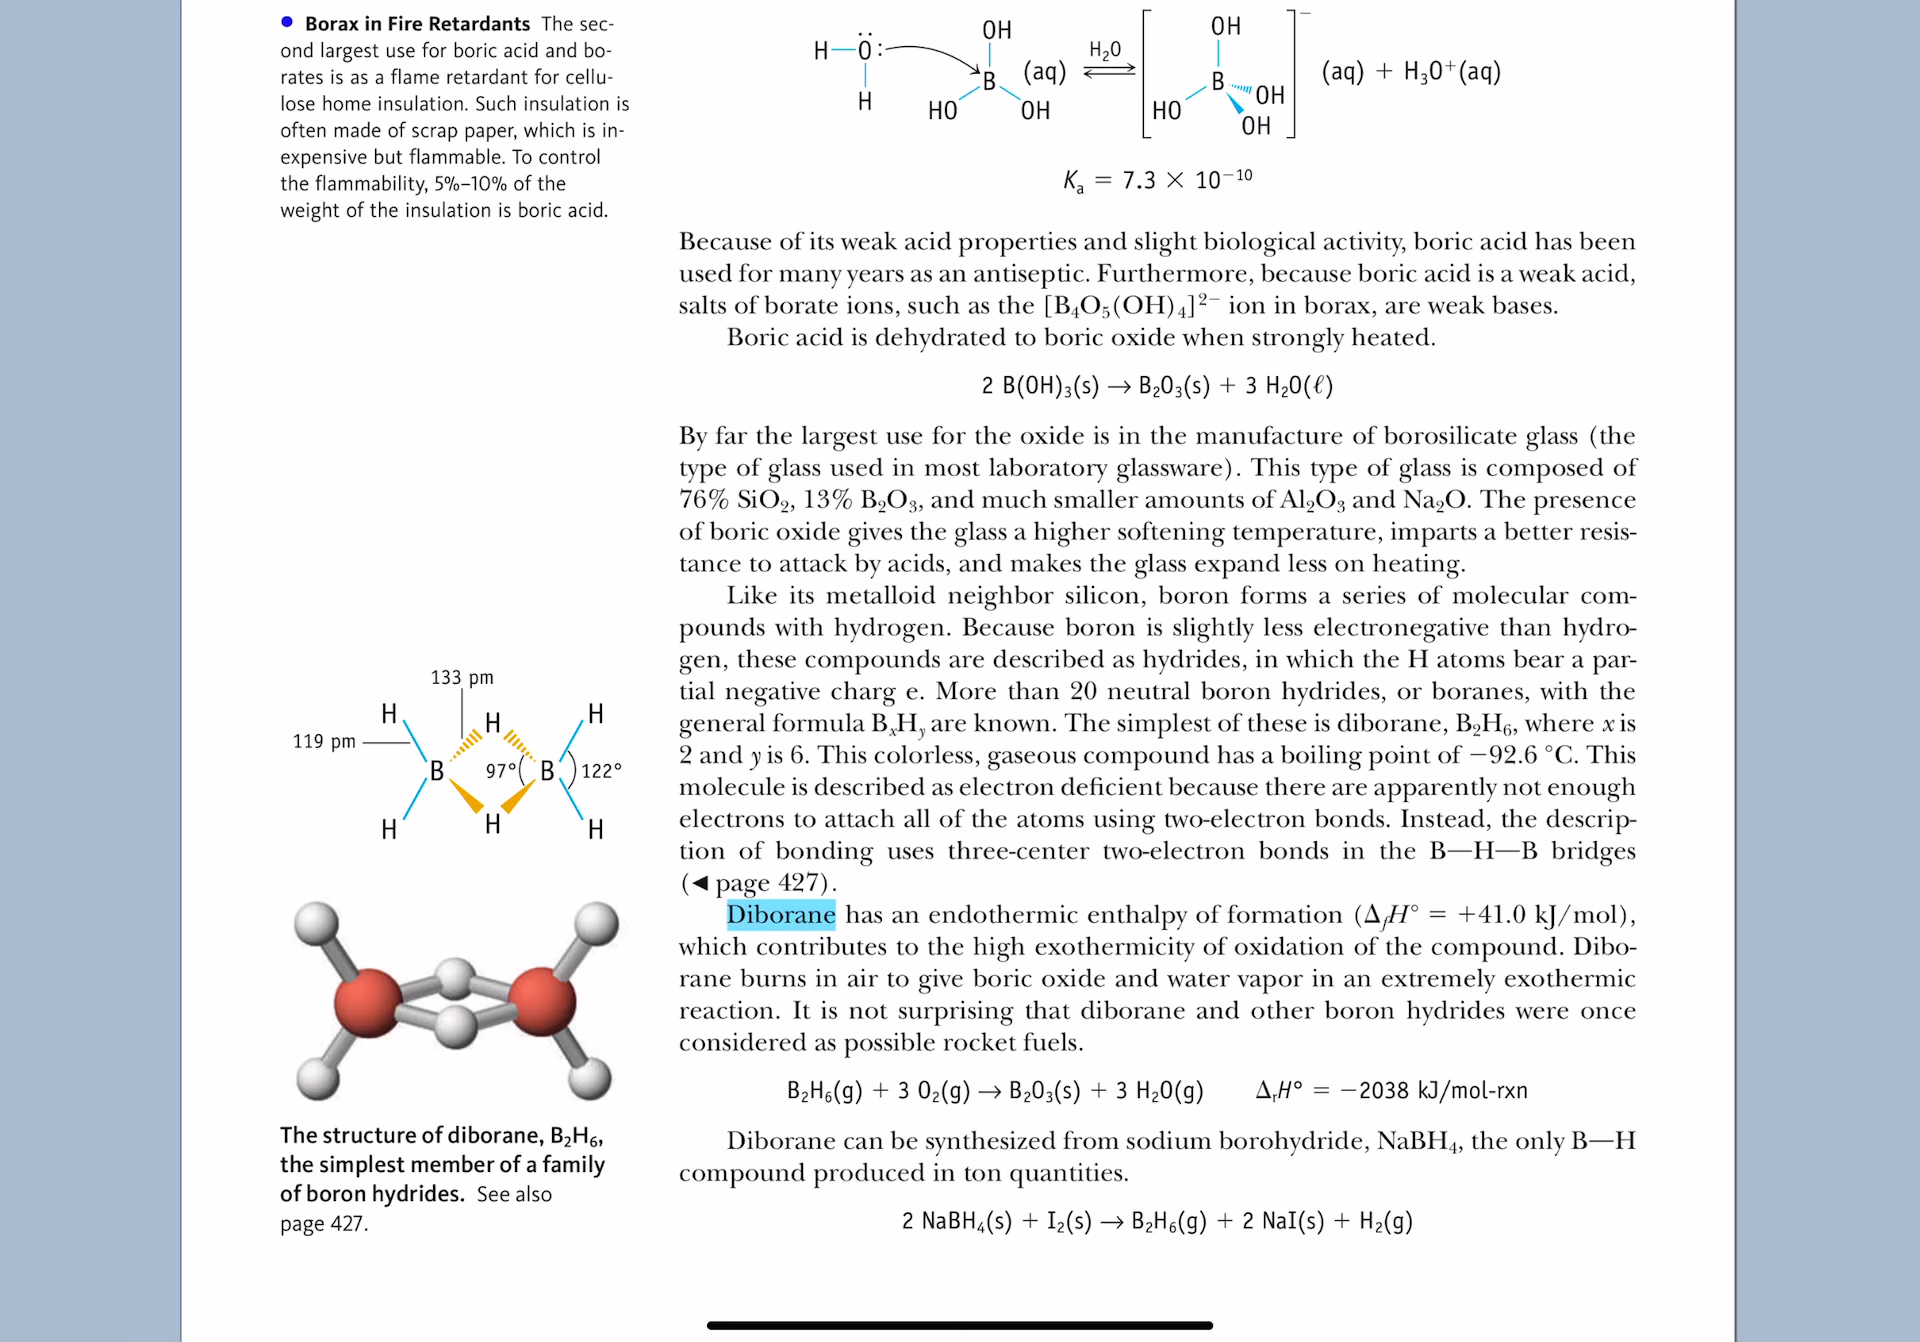 • Borax in Fire Retardants The sec-
ond largest use for boric acid and bo-
rates is as a flame retardant for cellu-
lose home insulation. Such insulation is
often made of scrap paper, which is in-
expensive but flammable. To control
the flammability, 5%–10% of the
weight of the insulation is boric acid.
H—Ö:
H
OH
B
HO
OH
(aq)
H₂O
⇌
[
OH
B
HO
OH
OH
]⁻
(aq) + H₃O⁺(aq)
Kₐ = 7.3 × 10⁻¹⁰
Because of its weak acid properties and slight biological activity, boric acid has been
used for many years as an antiseptic. Furthermore, because boric acid is a weak acid,
salts of borate ions, such as the [B₄O₅(OH)₄]²⁻ ion in borax, are weak bases.
Boric acid is dehydrated to boric oxide when strongly heated.
2 B(OH)₃(s) → B₂O₃(s) + 3 H₂O(ℓ)
By far the largest use for the oxide is in the manufacture of borosilicate glass (the
type of glass used in most laboratory glassware). This type of glass is composed of
76% SiO₂, 13% B₂O₃, and much smaller amounts of Al₂O₃ and Na₂O. The presence
of boric oxide gives the glass a higher softening temperature, imparts a better resis-
tance to attack by acids, and makes the glass expand less on heating.
Like its metalloid neighbor silicon, boron forms a series of molecular com-
pounds with hydrogen. Because boron is slightly less electronegative than hydro-
gen, these compounds are described as hydrides, in which the H atoms bear a par-
tial negative charg e. More than 20 neutral boron hydrides, or boranes, with the
general formula BₓHᵧ are known. The simplest of these is diborane, B₂H₆, where x is
2 and y is 6. This colorless, gaseous compound has a boiling point of −92.6 °C. This
molecule is described as electron deficient because there are apparently not enough
electrons to attach all of the atoms using two-electron bonds. Instead, the descrip-
tion of bonding uses three-center two-electron bonds in the B—H—B bridges
(◄ page 427).
Diborane has an endothermic enthalpy of formation (ΔfH° = +41.0 kJ/mol),
which contributes to the high exothermicity of oxidation of the compound. Dibo-
rane burns in air to give boric oxide and water vapor in an extremely exothermic
reaction. It is not surprising that diborane and other boron hydrides were once
considered as possible rocket fuels.
B₂H₆(g) + 3 O₂(g) → B₂O₃(s) + 3 H₂O(g) ΔᵣH° = −2038 kJ/mol-rxn
Diborane can be synthesized from sodium borohydride, NaBH₄, the only B—H
compound produced in ton quantities.
2 NaBH₄(s) + I₂(s) → B₂H₆(g) + 2 NaI(s) + H₂(g)
133 pm
H H H
119 pm
B 97° B 122°
H H H
The structure of diborane, B₂H₆,
the simplest member of a family
of boron hydrides. See also
page 427.